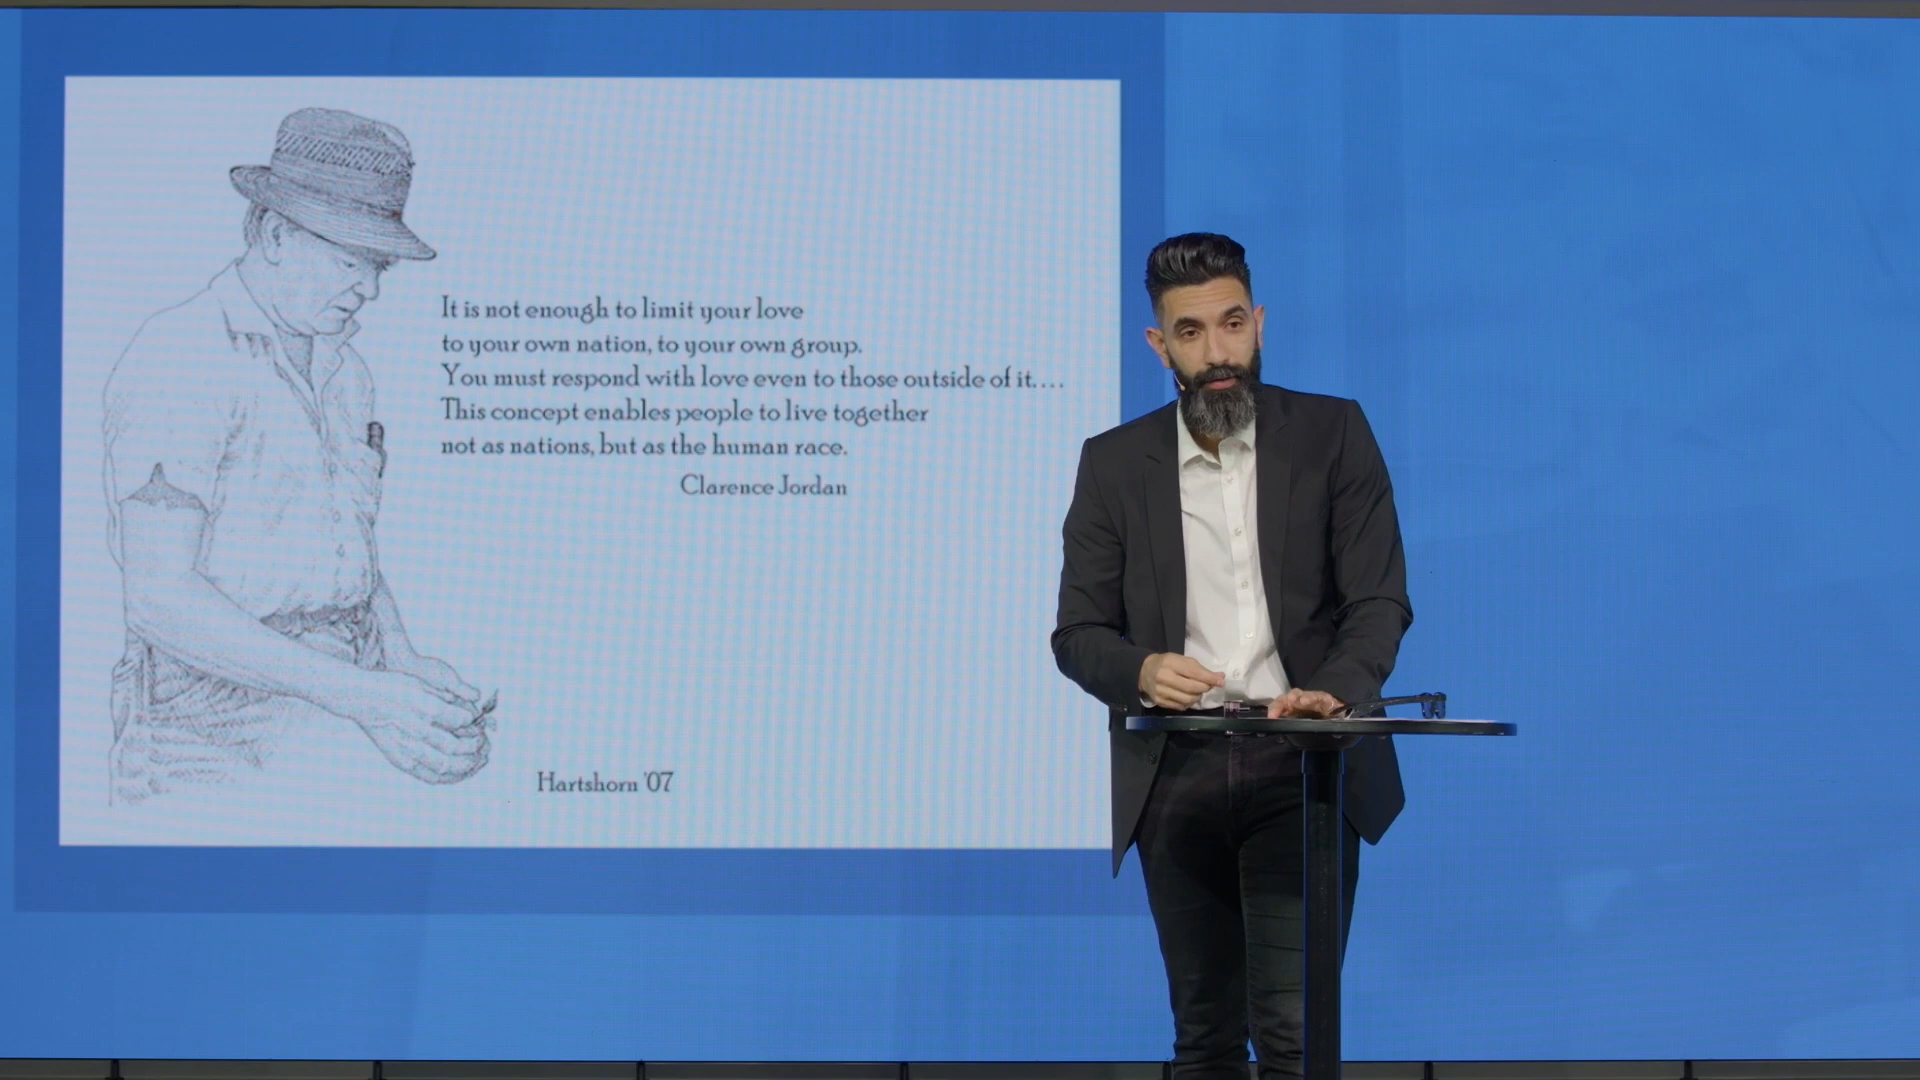 It is not enough to limit your love
to your own nation, to your own group.
You must respond with love even to those outside of it....
This concept enables people to live together
not as nations, but as the human race.
Clarence Jordan
Hartshorn '07